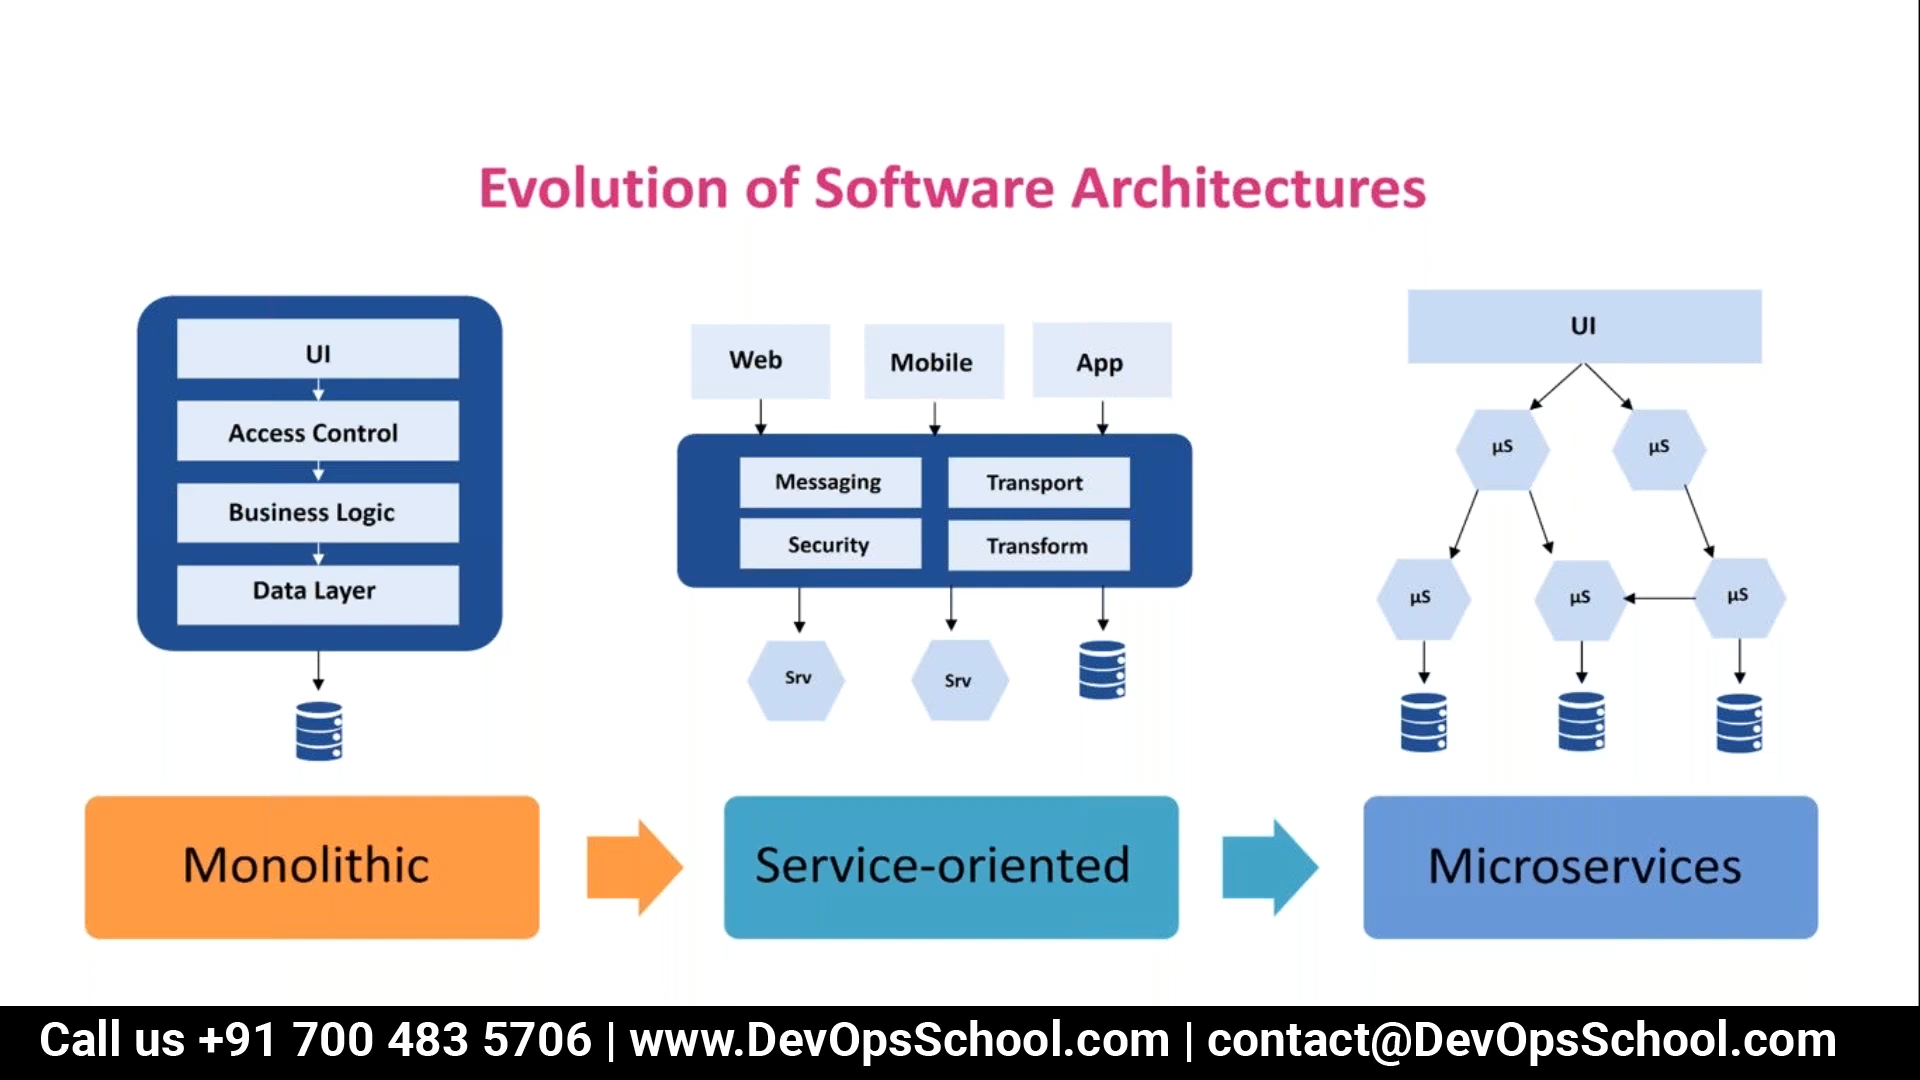 Evolution of Software Architectures
UI
Access Control
Business Logic
Data Layer
Web
Mobile
App
Messaging
Transport
Security
Transform
Srv
Srv
UI
µS
µS
µS
µS
µS
Monolithic
Service-oriented
Microservices
Call us +91 700 483 5706 | www.DevOpsSchool.com | contact@DevOpsSchool.com